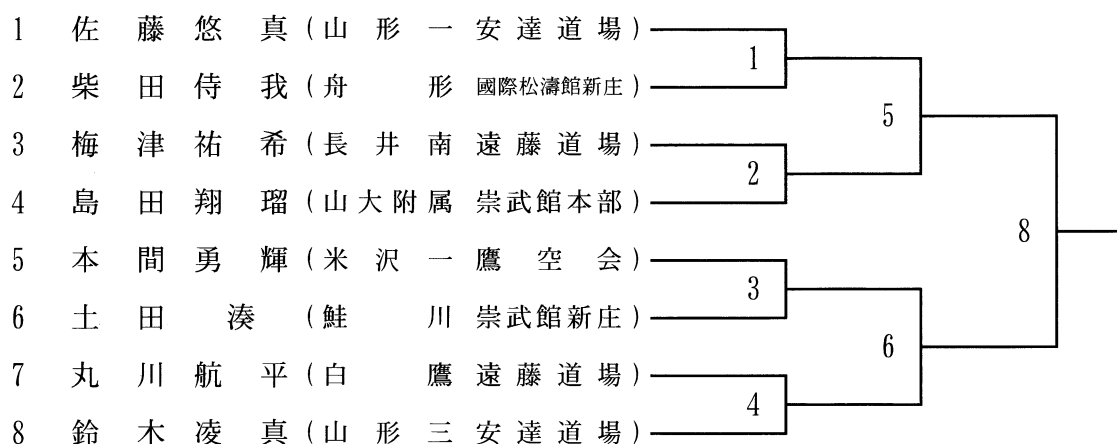 1 佐藤悠真(山形一 安達道場)
2 柴田侍我(舟形 國際松濤館新庄)
3 梅津祐希(長井南 遠藤道場)
4 島田翔瑠(山大附属 崇武館本部)
5 本間勇輝(米沢一 鷹空会)
6 土田湊(鮭川 崇武館新庄)
7 丸川航平(白鷹 遠藤道場)
8 鈴木凌真(山形三 安達道場)
1
2
3
4
5
6
8